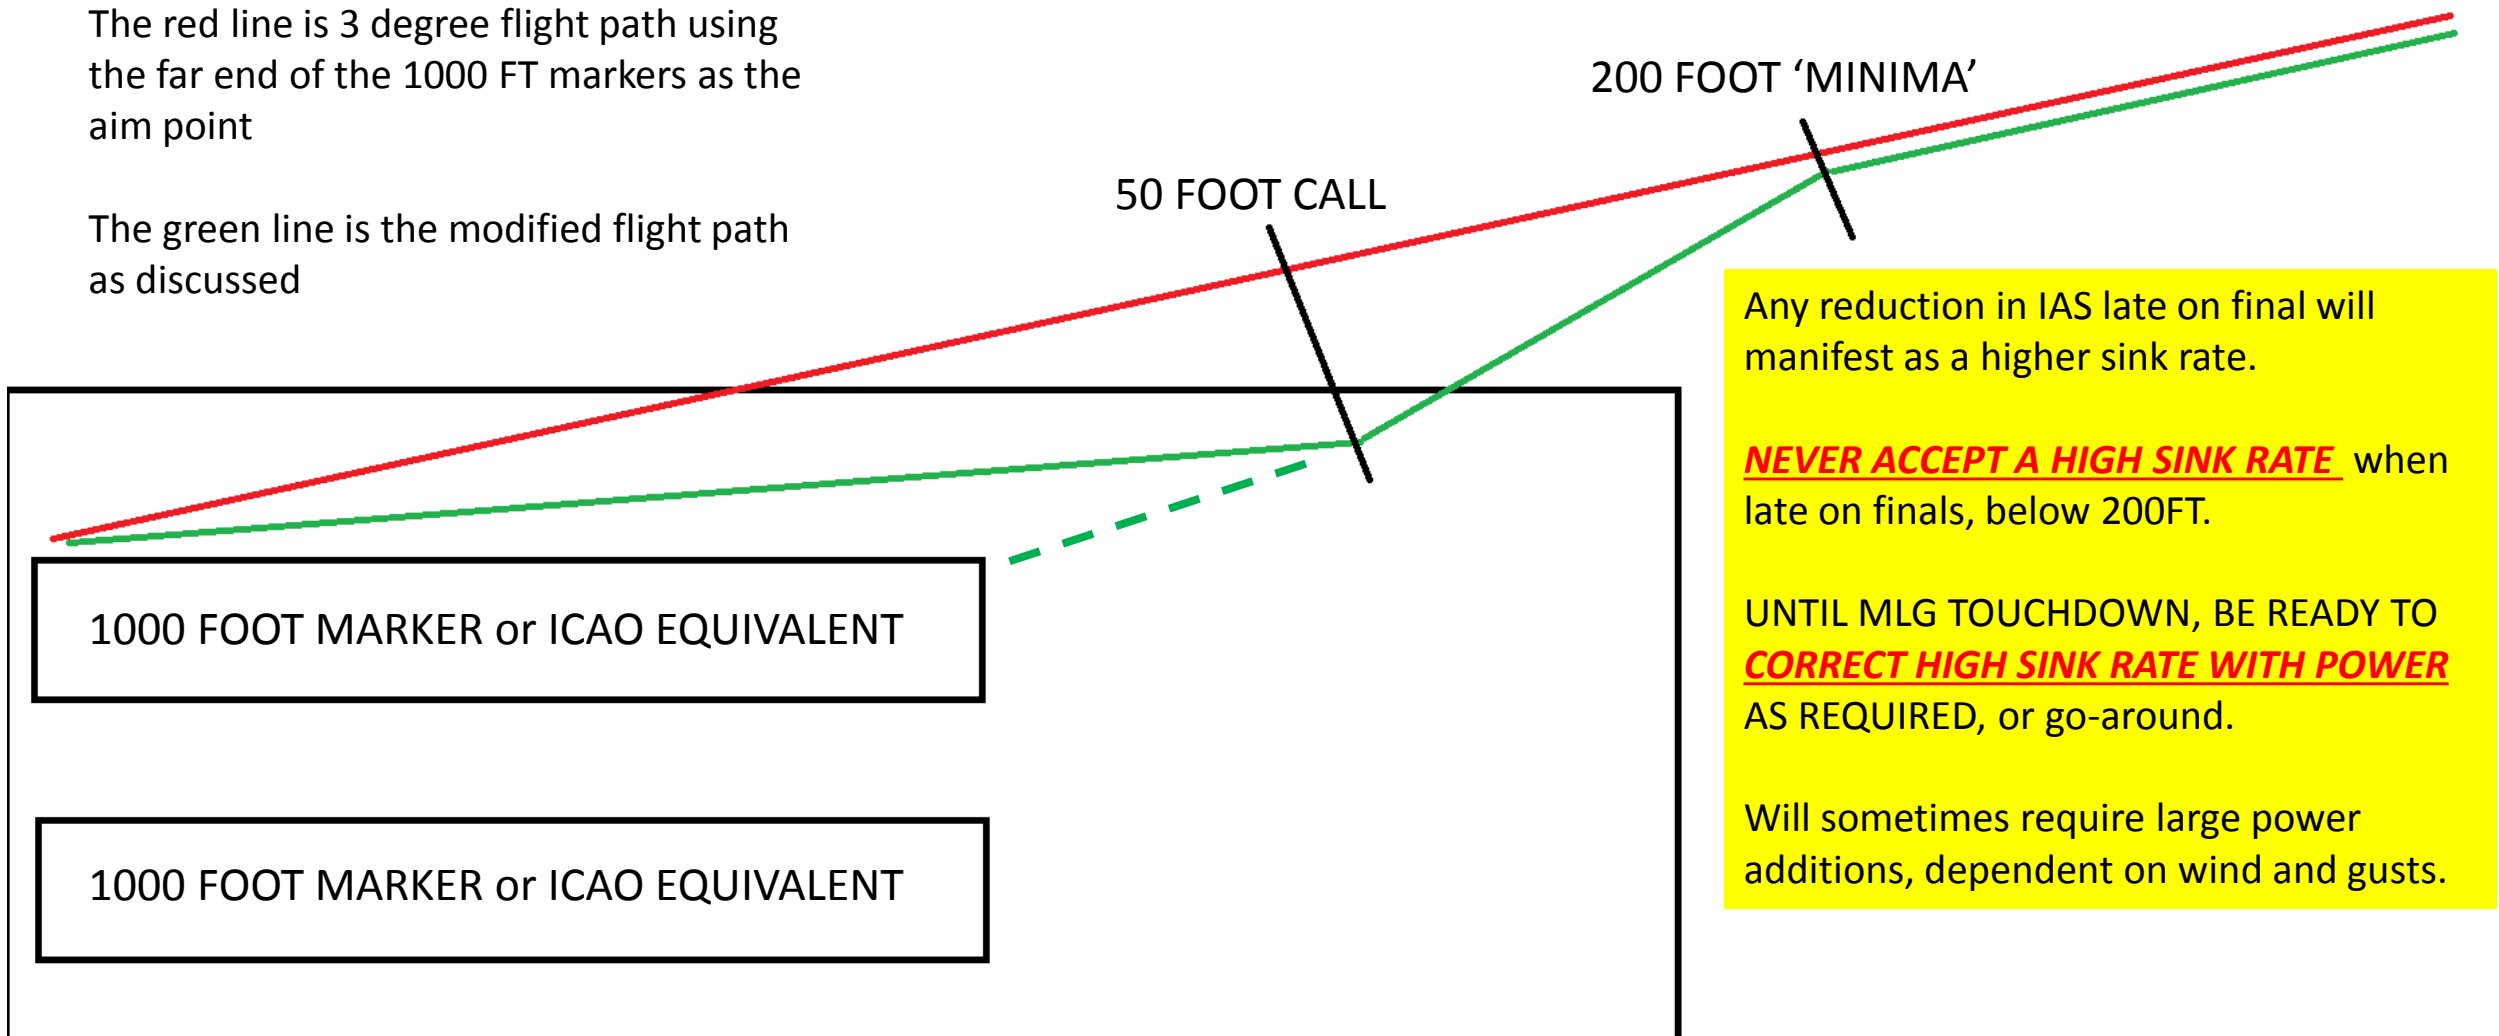 The red line is 3 degree flight path using
the far end of the 1000 FT markers as the
aim point
The green line is the modified flight path
as discussed
200 FOOT ‘MINIMA’
50 FOOT CALL
Any reduction in IAS late on final will
manifest as a higher sink rate.
NEVER ACCEPT A HIGH SINK RATE when
late on finals, below 200FT.
UNTIL MLG TOUCHDOWN, BE READY TO
CORRECT HIGH SINK RATE WITH POWER
AS REQUIRED, or go-around.
Will sometimes require large power
additions, dependent on wind and gusts.
1000 FOOT MARKER or ICAO EQUIVALENT
1000 FOOT MARKER or ICAO EQUIVALENT